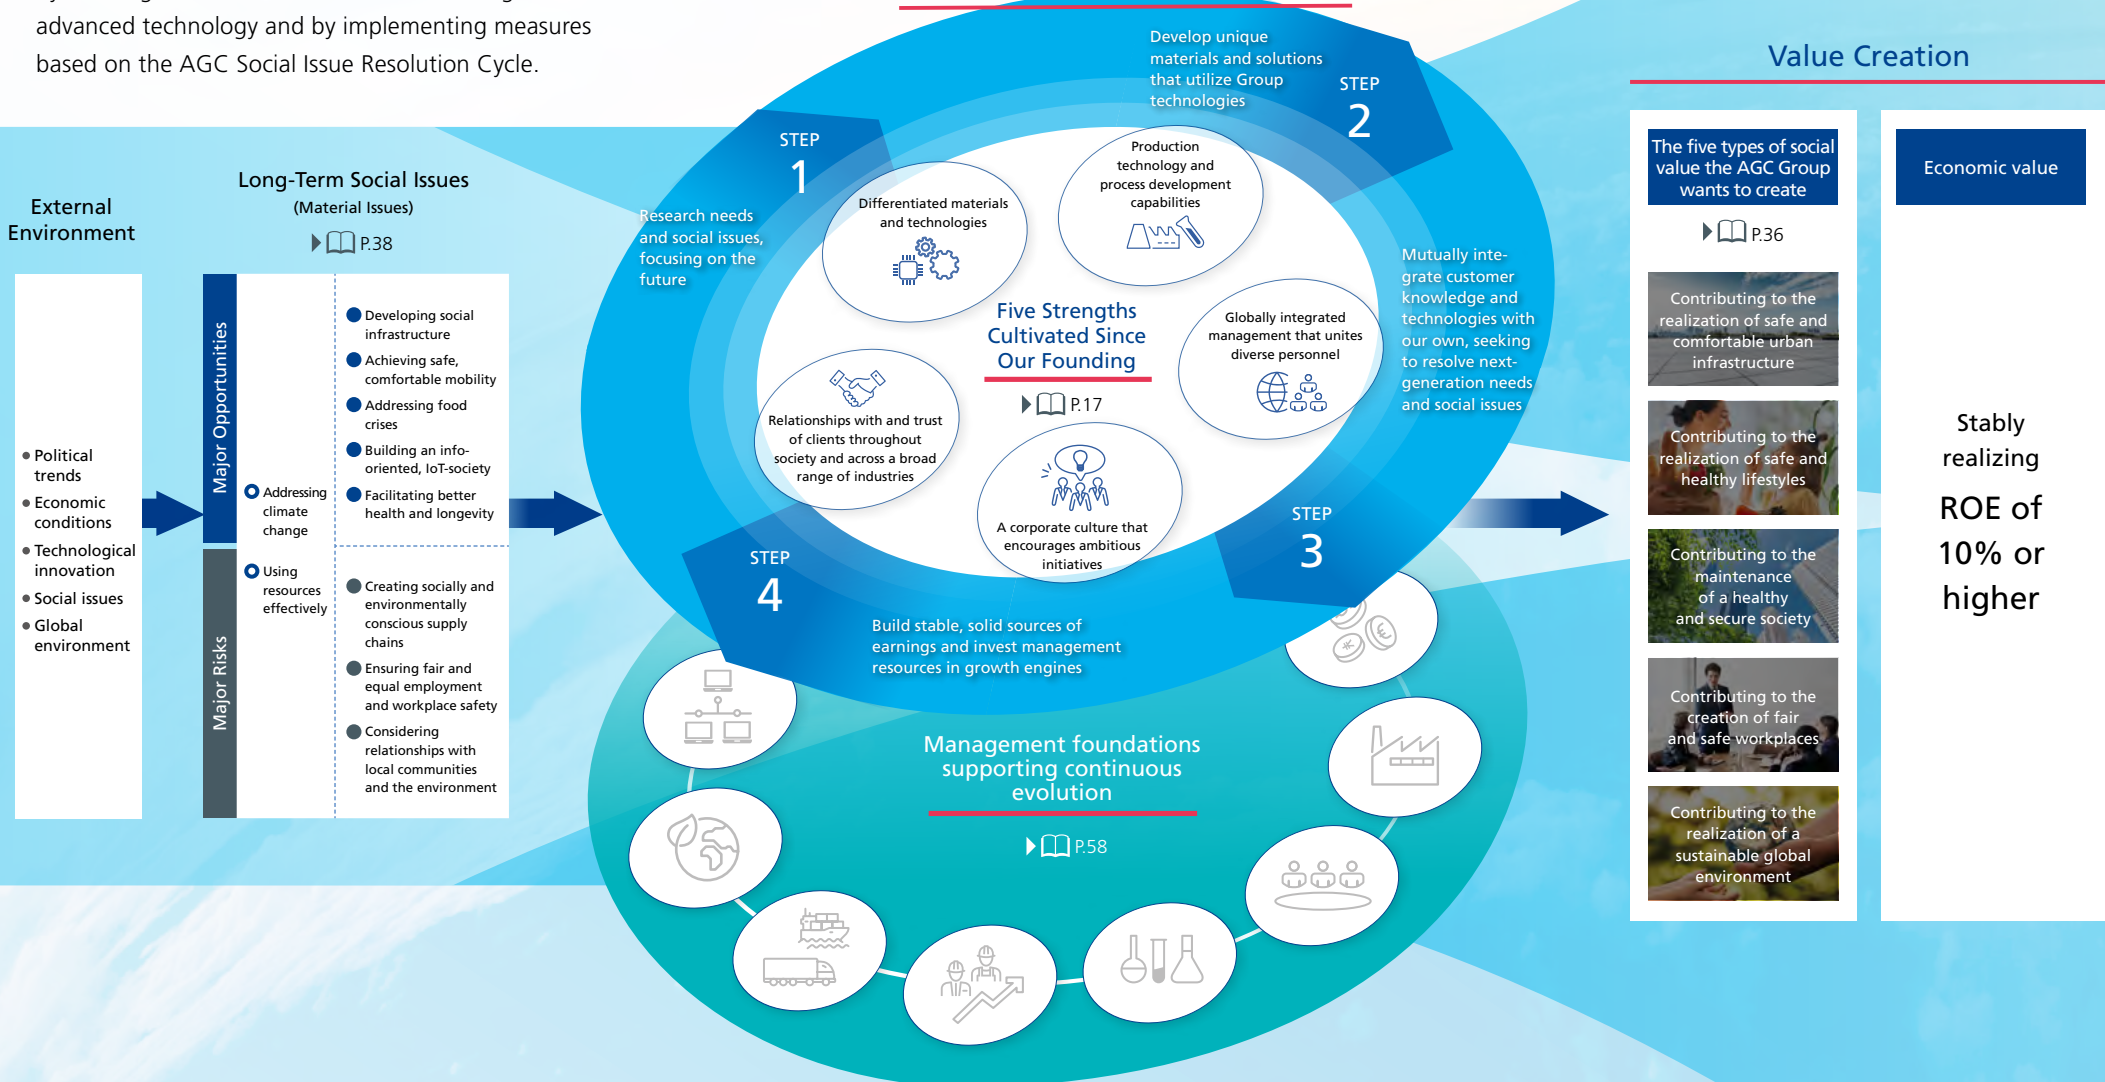 advanced technology and by implementing measures
based on the AGC Social Issue Resolution Cycle.
External
Environment
● Political
trends
● Economic
conditions
● Technological
innovation
● Social issues
● Global
environment
Long-Term Social Issues
(Material Issues)
P.38
Major Opportunities
Major Risks
Addressing
climate
change
Using
resources
effectively
Developing social
infrastructure
Achieving safe,
comfortable mobility
Addressing food
crises
Building an info-
oriented, IoT-society
Facilitating better
health and longevity
Creating socially and
environmentally
conscious supply
chains
Ensuring fair and
equal employment
and workplace safety
Considering
relationships with
local communities
and the environment
STEP
1
Research needs
and social issues,
focusing on the
future
Develop unique
materials and solutions
that utilize Group
technologies
STEP
2
Mutually inte-
grate customer
knowledge and
technologies with
our own, seeking
to resolve next-
generation needs
and social issues
STEP
3
STEP
4
Build stable, solid sources of
earnings and invest management
resources in growth engines
Differentiated materials
and technologies
Production
technology and
process development
capabilities
Globally integrated
management that unites
diverse personnel
Five Strengths
Cultivated Since
Our Founding
P.17
Relationships with and trust
of clients throughout
society and across a broad
range of industries
A corporate culture that
encourages ambitious
initiatives
Management foundations
supporting continuous
evolution
P.58
Value Creation
The five types of social
value the AGC Group
wants to create
P.36
Contributing to the
realization of safe and
comfortable urban
infrastructure
Contributing to the
realization of safe and
healthy lifestyles
Contributing to the
maintenance
of a healthy
and secure society
Contributing to the
creation of fair
and safe workplaces
Contributing to the
realization of a
sustainable global
environment
Economic value
Stably
realizing
ROE of
10% or
higher